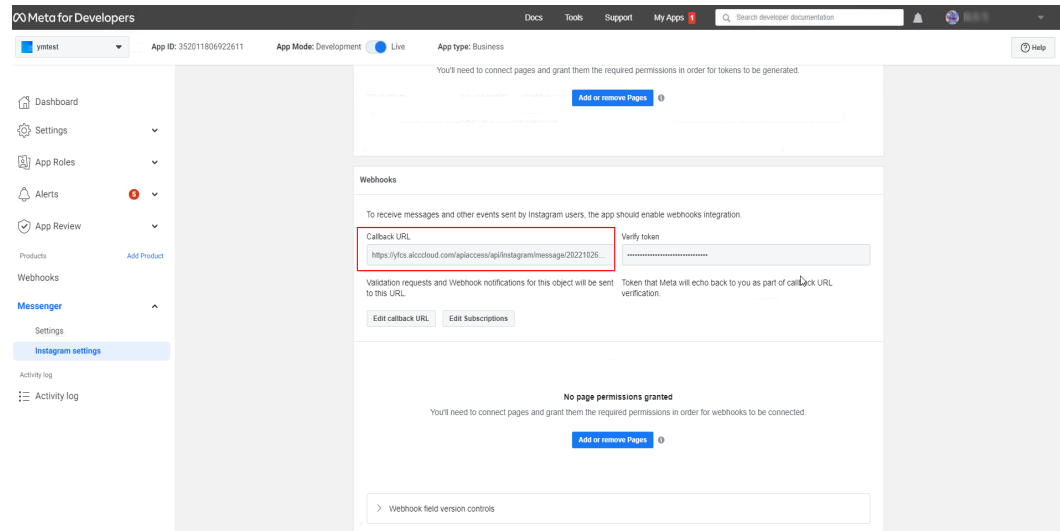 Meta for Developers
Docs Tools Support My Apps 1 Search developer documentation
ymtest App ID: 352011806922611 App Mode: Development Live App type: Business Help
You'll need to connect pages and grant them the required permissions in order for tokens to be generated.
Add or remove Pages
Dashboard
Settings
App Roles
Alerts 5
App Review
Products Add Product
Webhooks
Messenger
Settings
Instagram settings
Activity log
Activity log
Webhooks
To receive messages and other events sent by Instagram users, the app should enable webhooks integration.
Callback URL
https://yfcs.aicccloud.com/apiaccess/api/instagram/message/20221026...
Validation requests and Webhook notifications for this object will be sent
to this URL.
Verify token
Token that Meta will echo back to you as part of callback URL
verification.
Edit callback URL Edit Subscriptions
No page permissions granted
You'll need to connect pages and grant them the required permissions in order for webhooks to be connected.
Add or remove Pages
Webhook field version controls